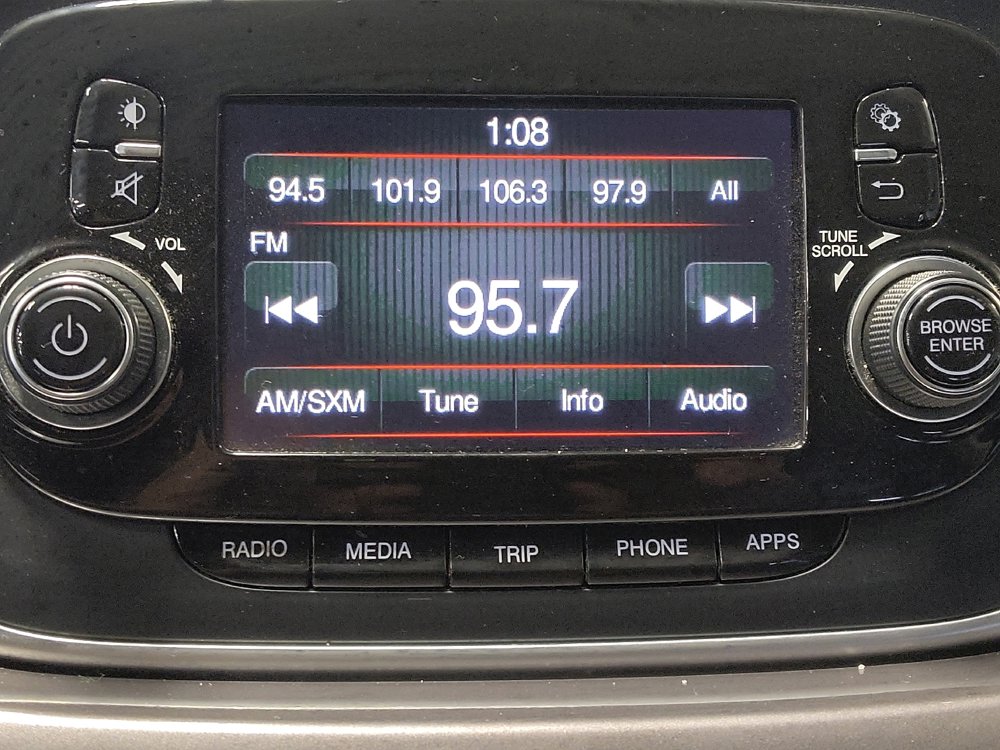 1:08
94.5 101.9 106.3 97.9 All
VOL
FM
TUNE
SCROLL
95.7
BROWSE
ENTER
AM/SXM Tune Info Audio
RADIO MEDIA TRIP PHONE APPS